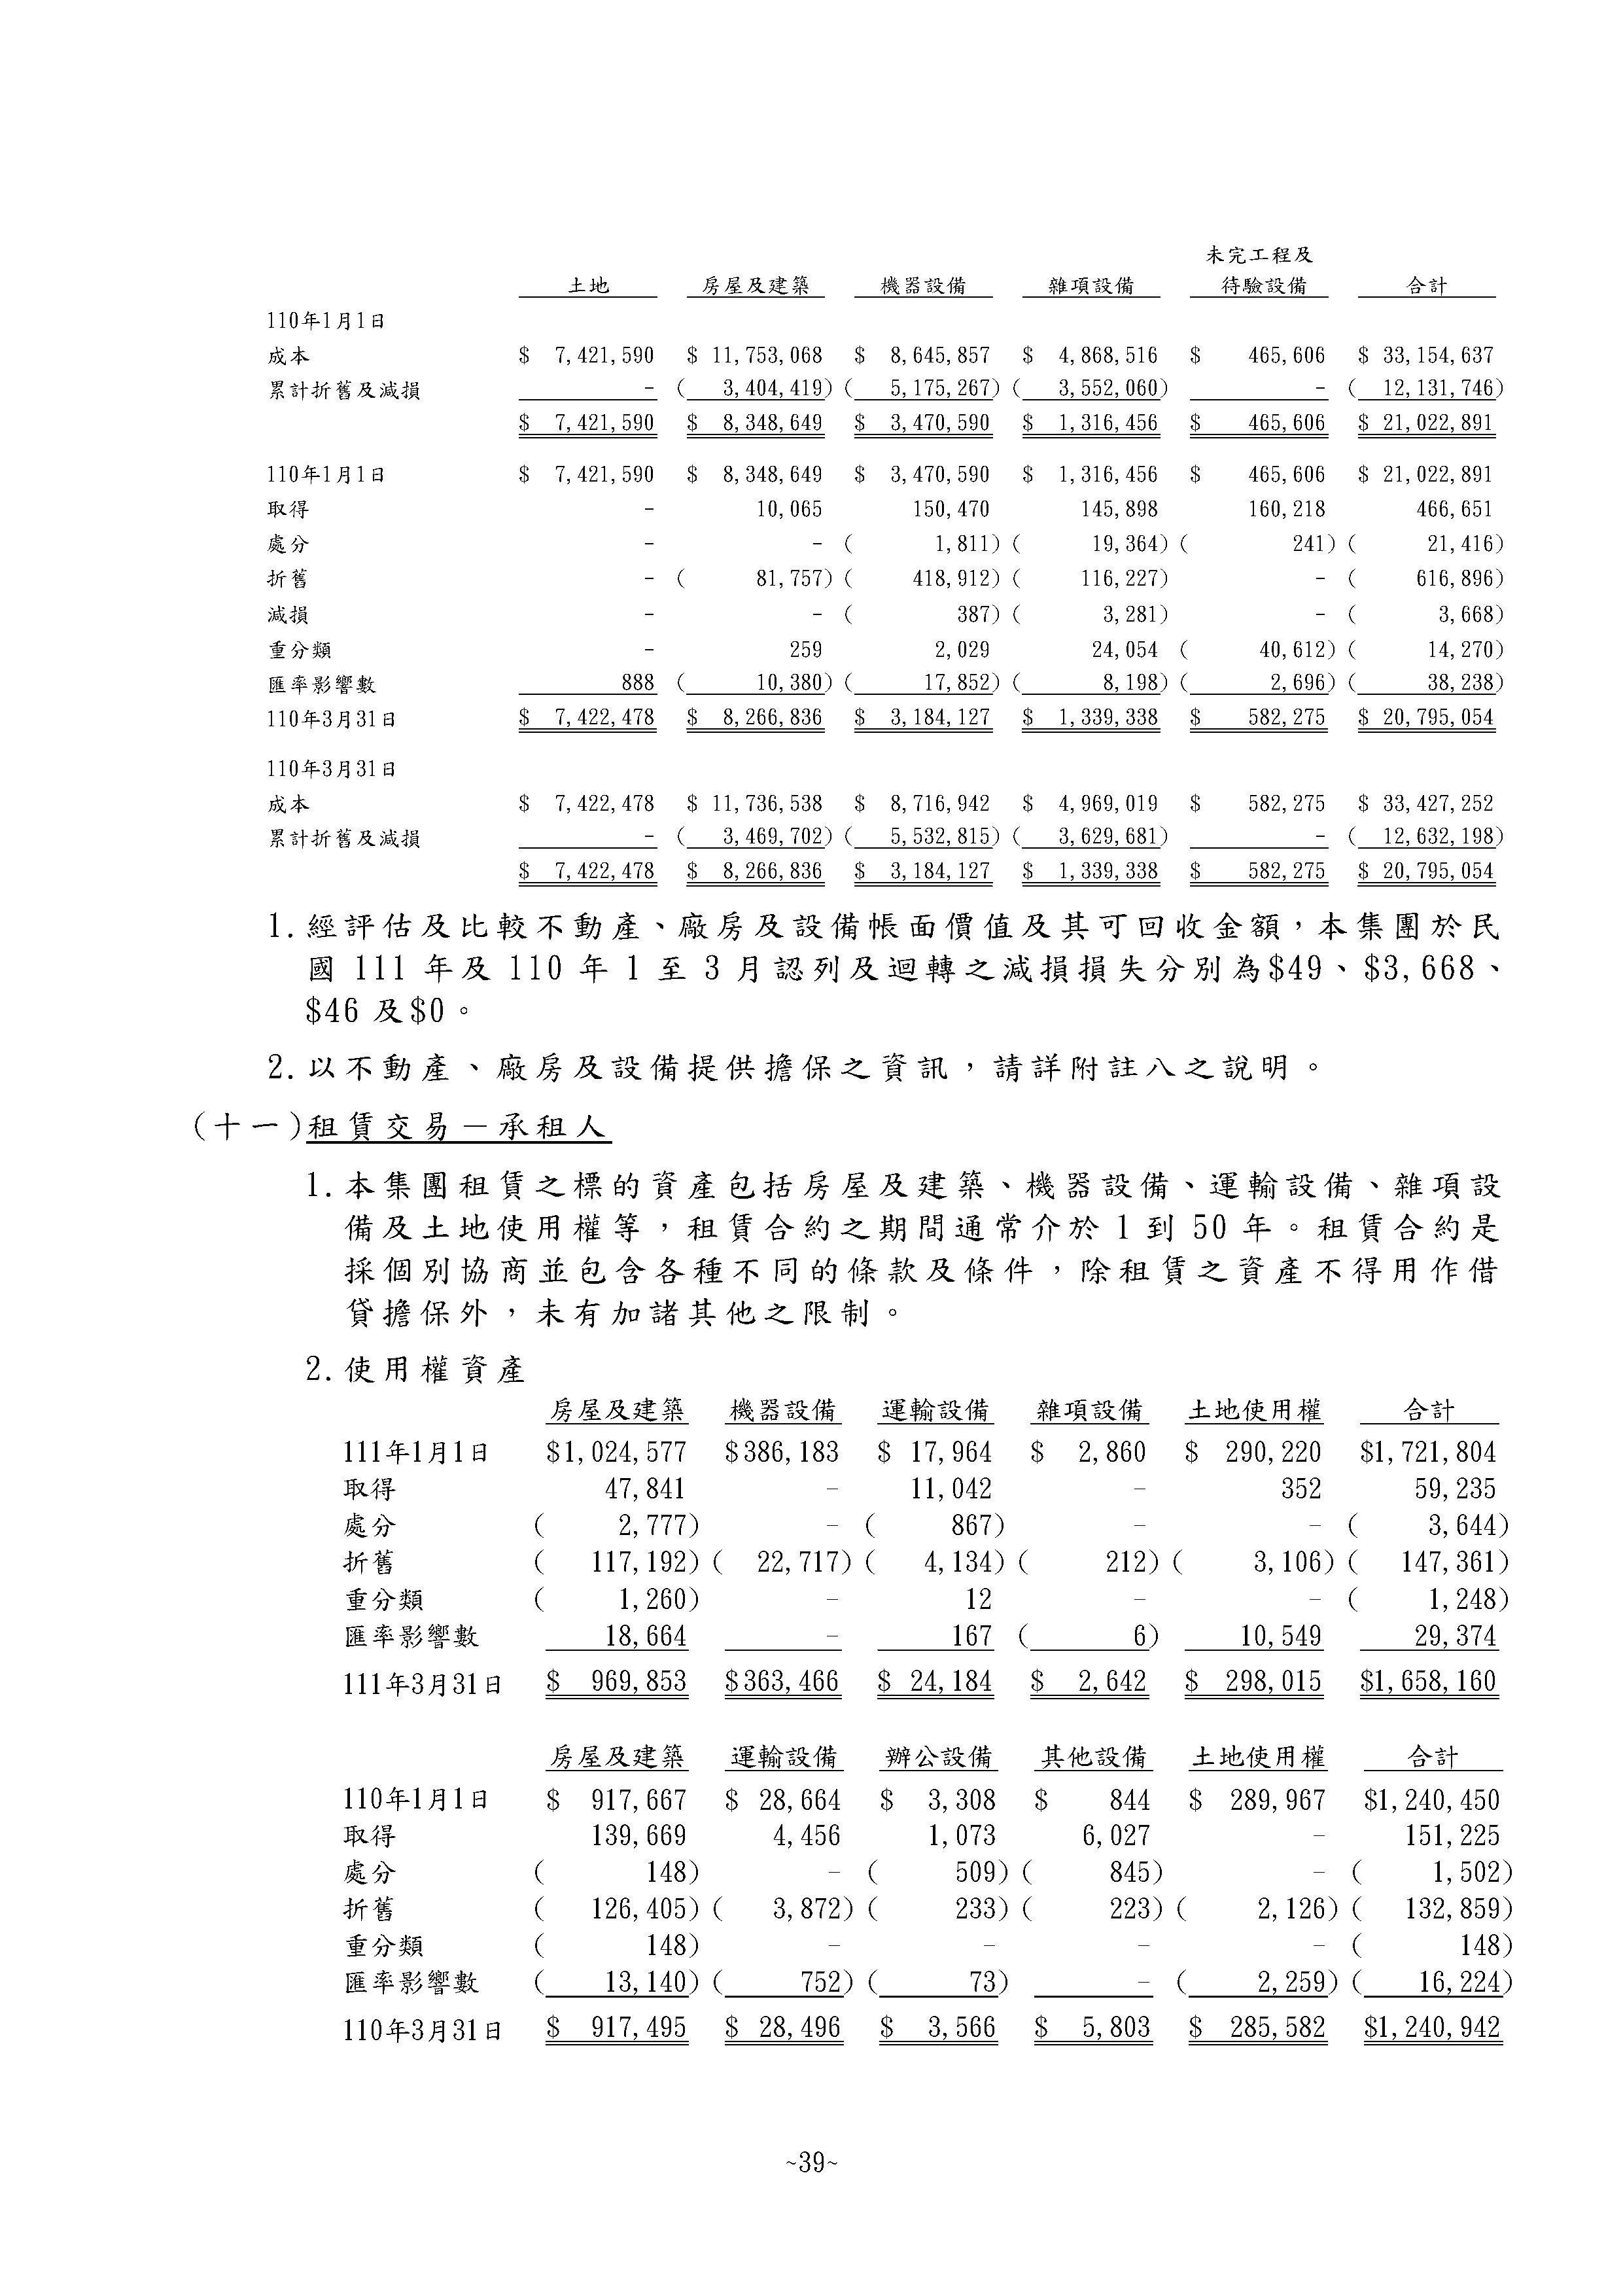 未完工程及
土地 房屋及建築 機器設備 雜項設備 待驗設備 合計
110年1月1日
成本 $ 7,421,590 $ 11,753,068 $ 8,645,857 $ 4,868,516 $ 465,606 $ 33,154,637
累計折舊及減損 - ( 3,404,419) ( 5,175,267) ( 3,552,060) - ( 12,131,746)
$ 7,421,590 $ 8,348,649 $ 3,470,590 $ 1,316,456 $ 465,606 $ 21,022,891
110年1月1日 $ 7,421,590 $ 8,348,649 $ 3,470,590 $ 1,316,456 $ 465,606 $ 21,022,891
取得 - 10,065 150,470 145,898 160,218 466,651
處分 - - ( 1,811) ( 19,364) ( 241) ( 21,416)
折舊 - ( 81,757) ( 418,912) ( 116,227) - ( 616,896)
減損 - - ( 387) ( 3,281) - ( 3,668)
重分類 - 259 2,029 24,054 ( 40,612) ( 14,270)
匯率影響數 888 ( 10,380) ( 17,852) ( 8,198) ( 2,696) ( 38,238)
110年3月31日 $ 7,422,478 $ 8,266,836 $ 3,184,127 $ 1,339,338 $ 582,275 $ 20,795,054
110年3月31日
成本 $ 7,422,478 $ 11,736,538 $ 8,716,942 $ 4,969,019 $ 582,275 $ 33,427,252
累計折舊及減損 - ( 3,469,702) ( 5,532,815) ( 3,629,681) - ( 12,632,198)
$ 7,422,478 $ 8,266,836 $ 3,184,127 $ 1,339,338 $ 582,275 $ 20,795,054
1.經評估及比較不動產、廠房及設備帳面價值及其可回收金額，本集團於民
國 111 年及 110 年 1 至 3 月認列及迴轉之減損損失分別為$49、$3,668、
$46 及$0。
2.以不動產、廠房及設備提供擔保之資訊，請詳附註八之說明。
(十一)租賃交易－承租人
1.本集團租賃之標的資產包括房屋及建築、機器設備、運輸設備、雜項設
備及土地使用權等，租賃合約之期間通常介於 1 到 50 年。租賃合約是
採個別協商並包含各種不同的條款及條件，除租賃之資產不得用作借
貸擔保外，未有加諸其他之限制。
2.使用權資產
房屋及建築 機器設備 運輸設備 雜項設備 土地使用權 合計
111年1月1日 $1,024,577 $386,183 $ 17,964 $ 2,860 $ 290,220 $1,721,804
取得 47,841 - 11,042 - 352 59,235
處分 ( 2,777) - ( 867) - - ( 3,644)
折舊 ( 117,192) ( 22,717) ( 4,134) ( 212) ( 3,106) ( 147,361)
重分類 ( 1,260) - 12 - - ( 1,248)
匯率影響數 18,664 - 167 ( 6) 10,549 29,374
111年3月31日 $ 969,853 $363,466 $ 24,184 $ 2,642 $ 298,015 $1,658,160
房屋及建築 運輸設備 辦公設備 其他設備 土地使用權 合計
110年1月1日 $ 917,667 $ 28,664 $ 3,308 $ 844 $ 289,967 $1,240,450
取得 139,669 4,456 1,073 6,027 - 151,225
處分 ( 148) - ( 509) ( 845) - ( 1,502)
折舊 ( 126,405) ( 3,872) ( 233) ( 223) ( 2,126) ( 132,859)
重分類 ( 148) - - - - ( 148)
匯率影響數 ( 13,140) ( 752) ( 73) - ( 2,259) ( 16,224)
110年3月31日 $ 917,495 $ 28,496 $ 3,566 $ 5,803 $ 285,582 $1,240,942
~39~